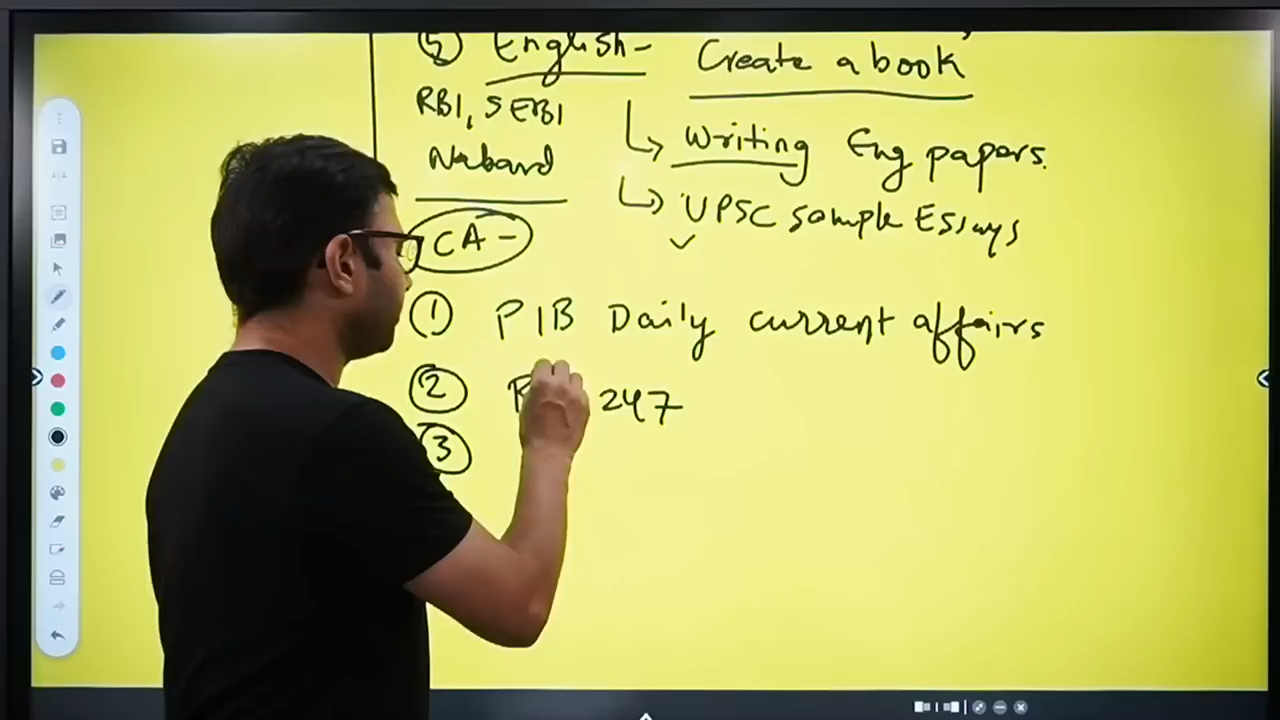 ⑤ English- Create a book
RBI, SEBI
Nabard
↳ Writing Eng papers.
↳ UPSC sample Essays
CA -
① PIB Daily current affairs
② 247
③